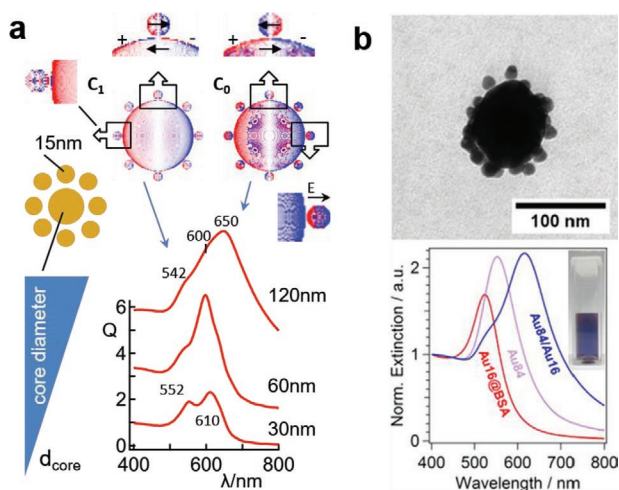 a
+ - + -
C₁ C₀
15nm
E
650
600
542
120nm
6
Q
4
60nm
552
2
610
30nm
0
400 600 800
λ/nm
core diameter
d_core
b
100 nm
Norm. Extinction / a.u.
2
1
0
Au16@BSA
Au84
Au84/Au16
400 500 600 700 800
Wavelength / nm